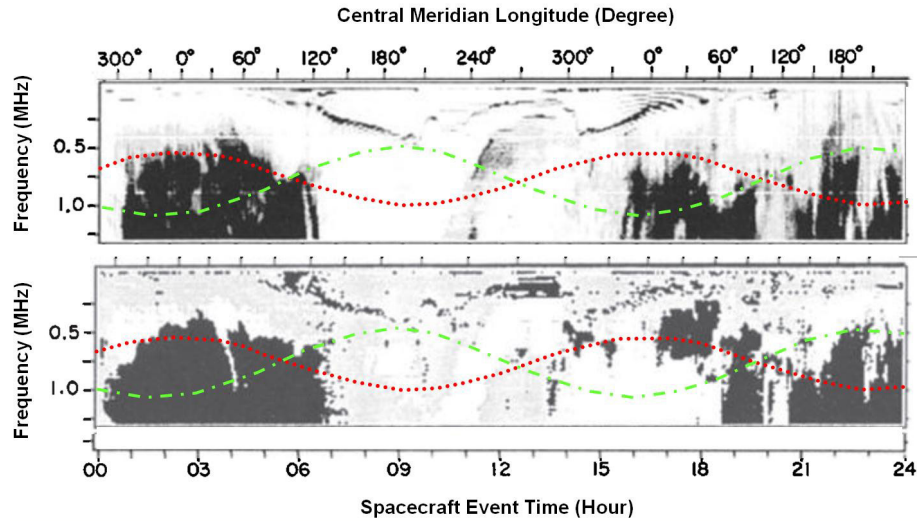 Central Meridian Longitude (Degree)
300° 0° 60° 120° 180° 240° 300° 0° 60° 120° 180°
Frequency (MHz)
0.5
1.0
Frequency (MHz)
0.5
1.0
00 03 06 09 12 15 18 21 24
Spacecraft Event Time (Hour)